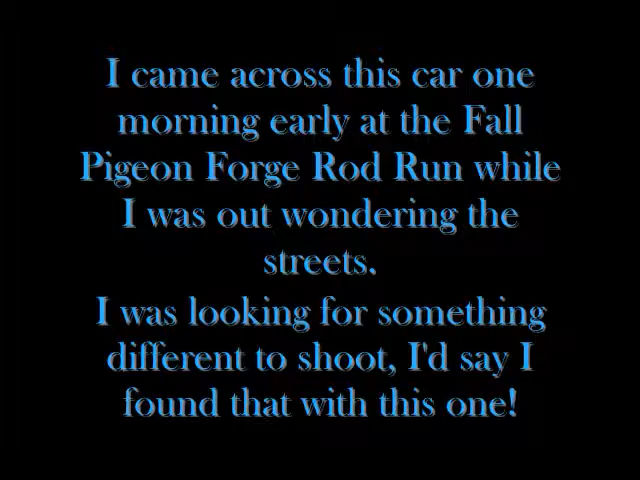 I came across this car one
morning early at the Fall
Pigeon Forge Rod Run while
I was out wondering the
streets.
I was looking for something
different to shoot, I'd say I
found that with this one!